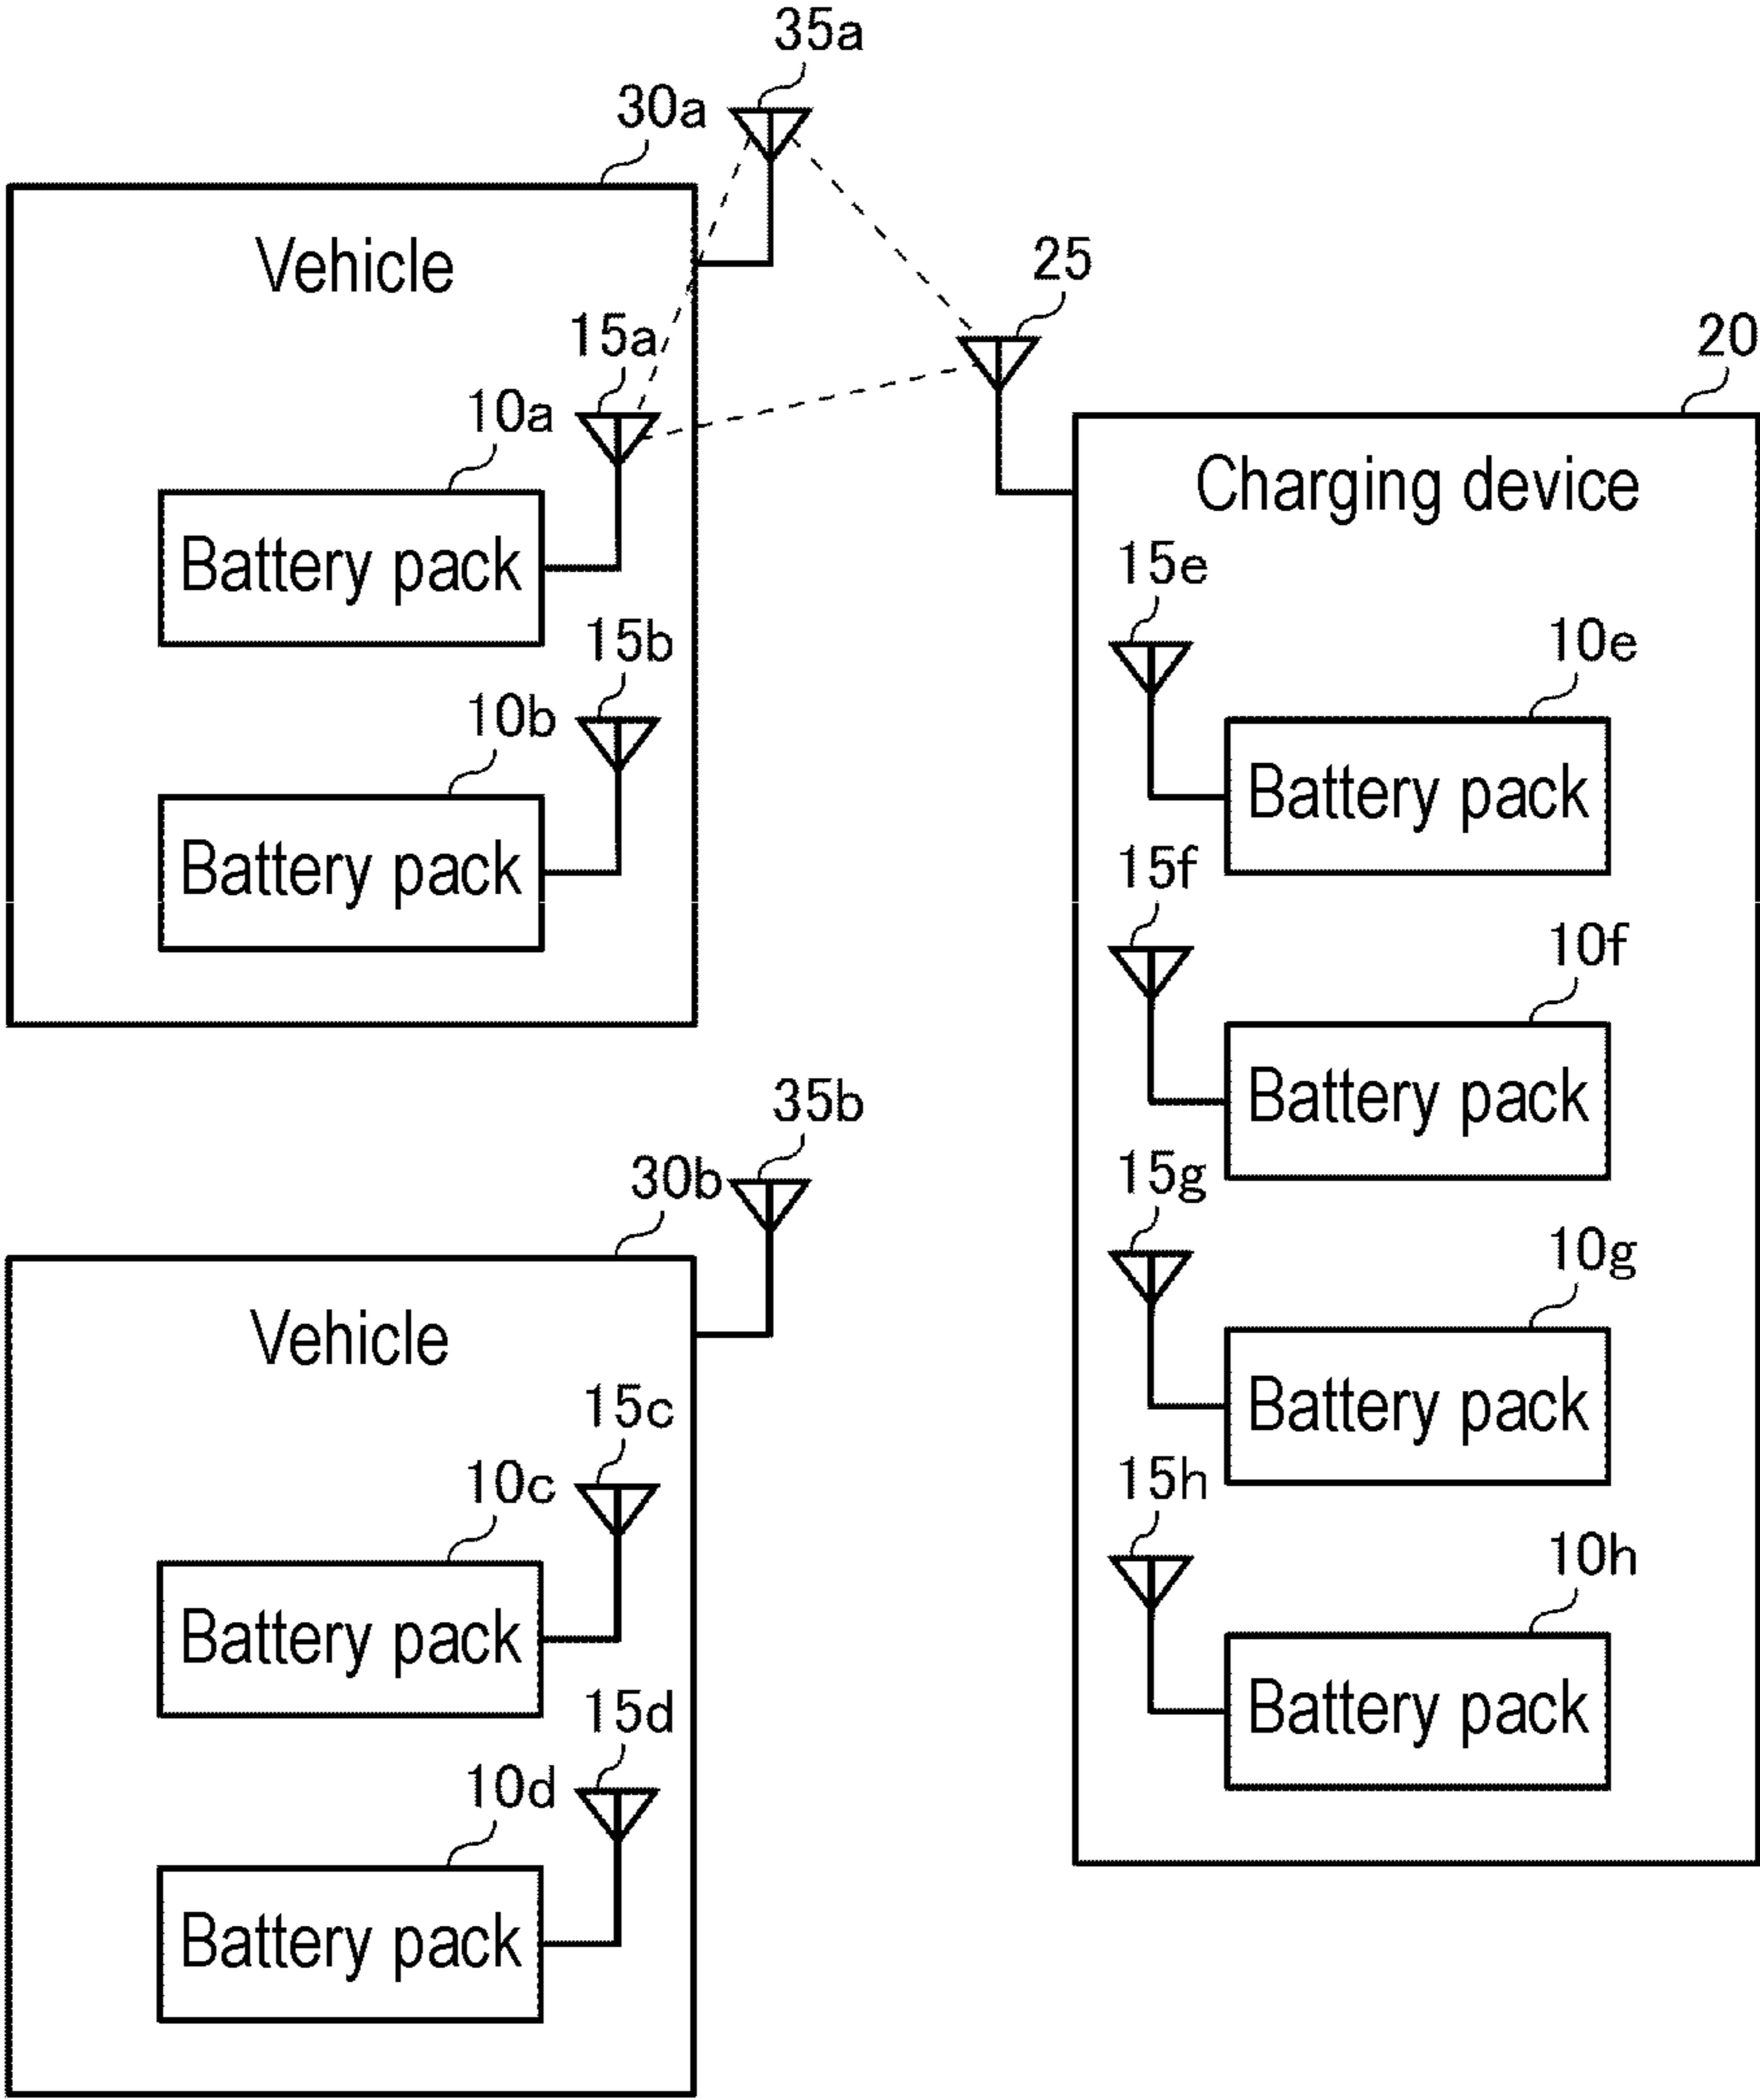 35a
30a
Vehicle
25
15a
20
10a
Charging device
Battery pack
15e
15b
10e
10b
Battery pack
Battery pack
15f
10f
Battery pack
35b
15g
30b
10g
Vehicle
15c
Battery pack
10c
15h
10h
Battery pack
15d
Battery pack
10d
Battery pack